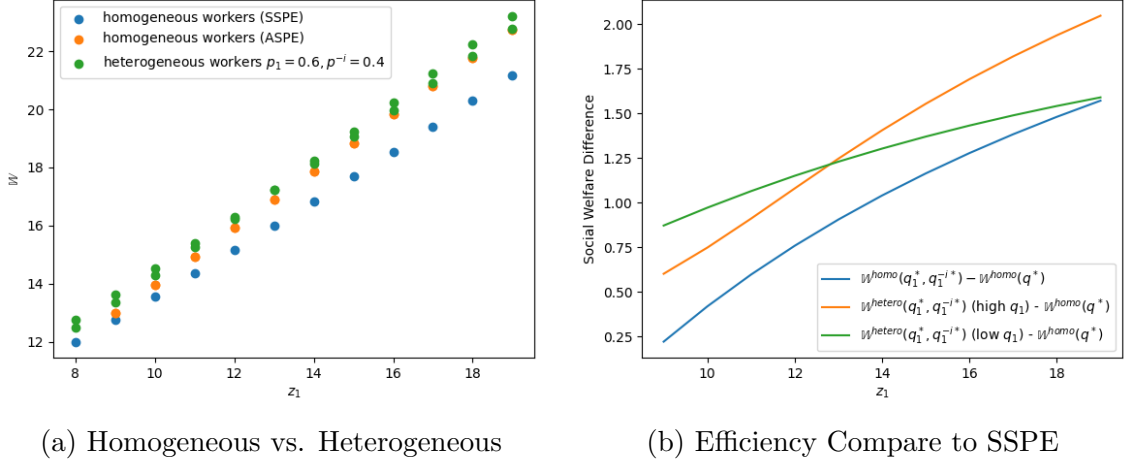 homogeneous workers (SSPE)
homogeneous workers (ASPE)
heterogeneous workers p₁ = 0.6, p⁻ⁱ = 0.4
22
20
18
16
14
12
𝕎
8 10 12 14 16 18
z₁
(a) Homogeneous vs. Heterogeneous
2.00
1.75
1.50
1.25
1.00
0.75
0.50
0.25
Social Welfare Difference
𝕎ʰᵒᵐᵒ(q₁*, q₁⁻ⁱ*) − 𝕎ʰᵒᵐᵒ(q*)
𝕎ʰᵉᵗᵉʳᵒ(q₁*, q₁⁻ⁱ*) (high q₁) - 𝕎ʰᵒᵐᵒ(q*)
𝕎ʰᵉᵗᵉʳᵒ(q₁*, q₁⁻ⁱ*) (low q₁) - 𝕎ʰᵒᵐᵒ(q*)
10 12 14 16 18
z₁
(b) Efficiency Compare to SSPE